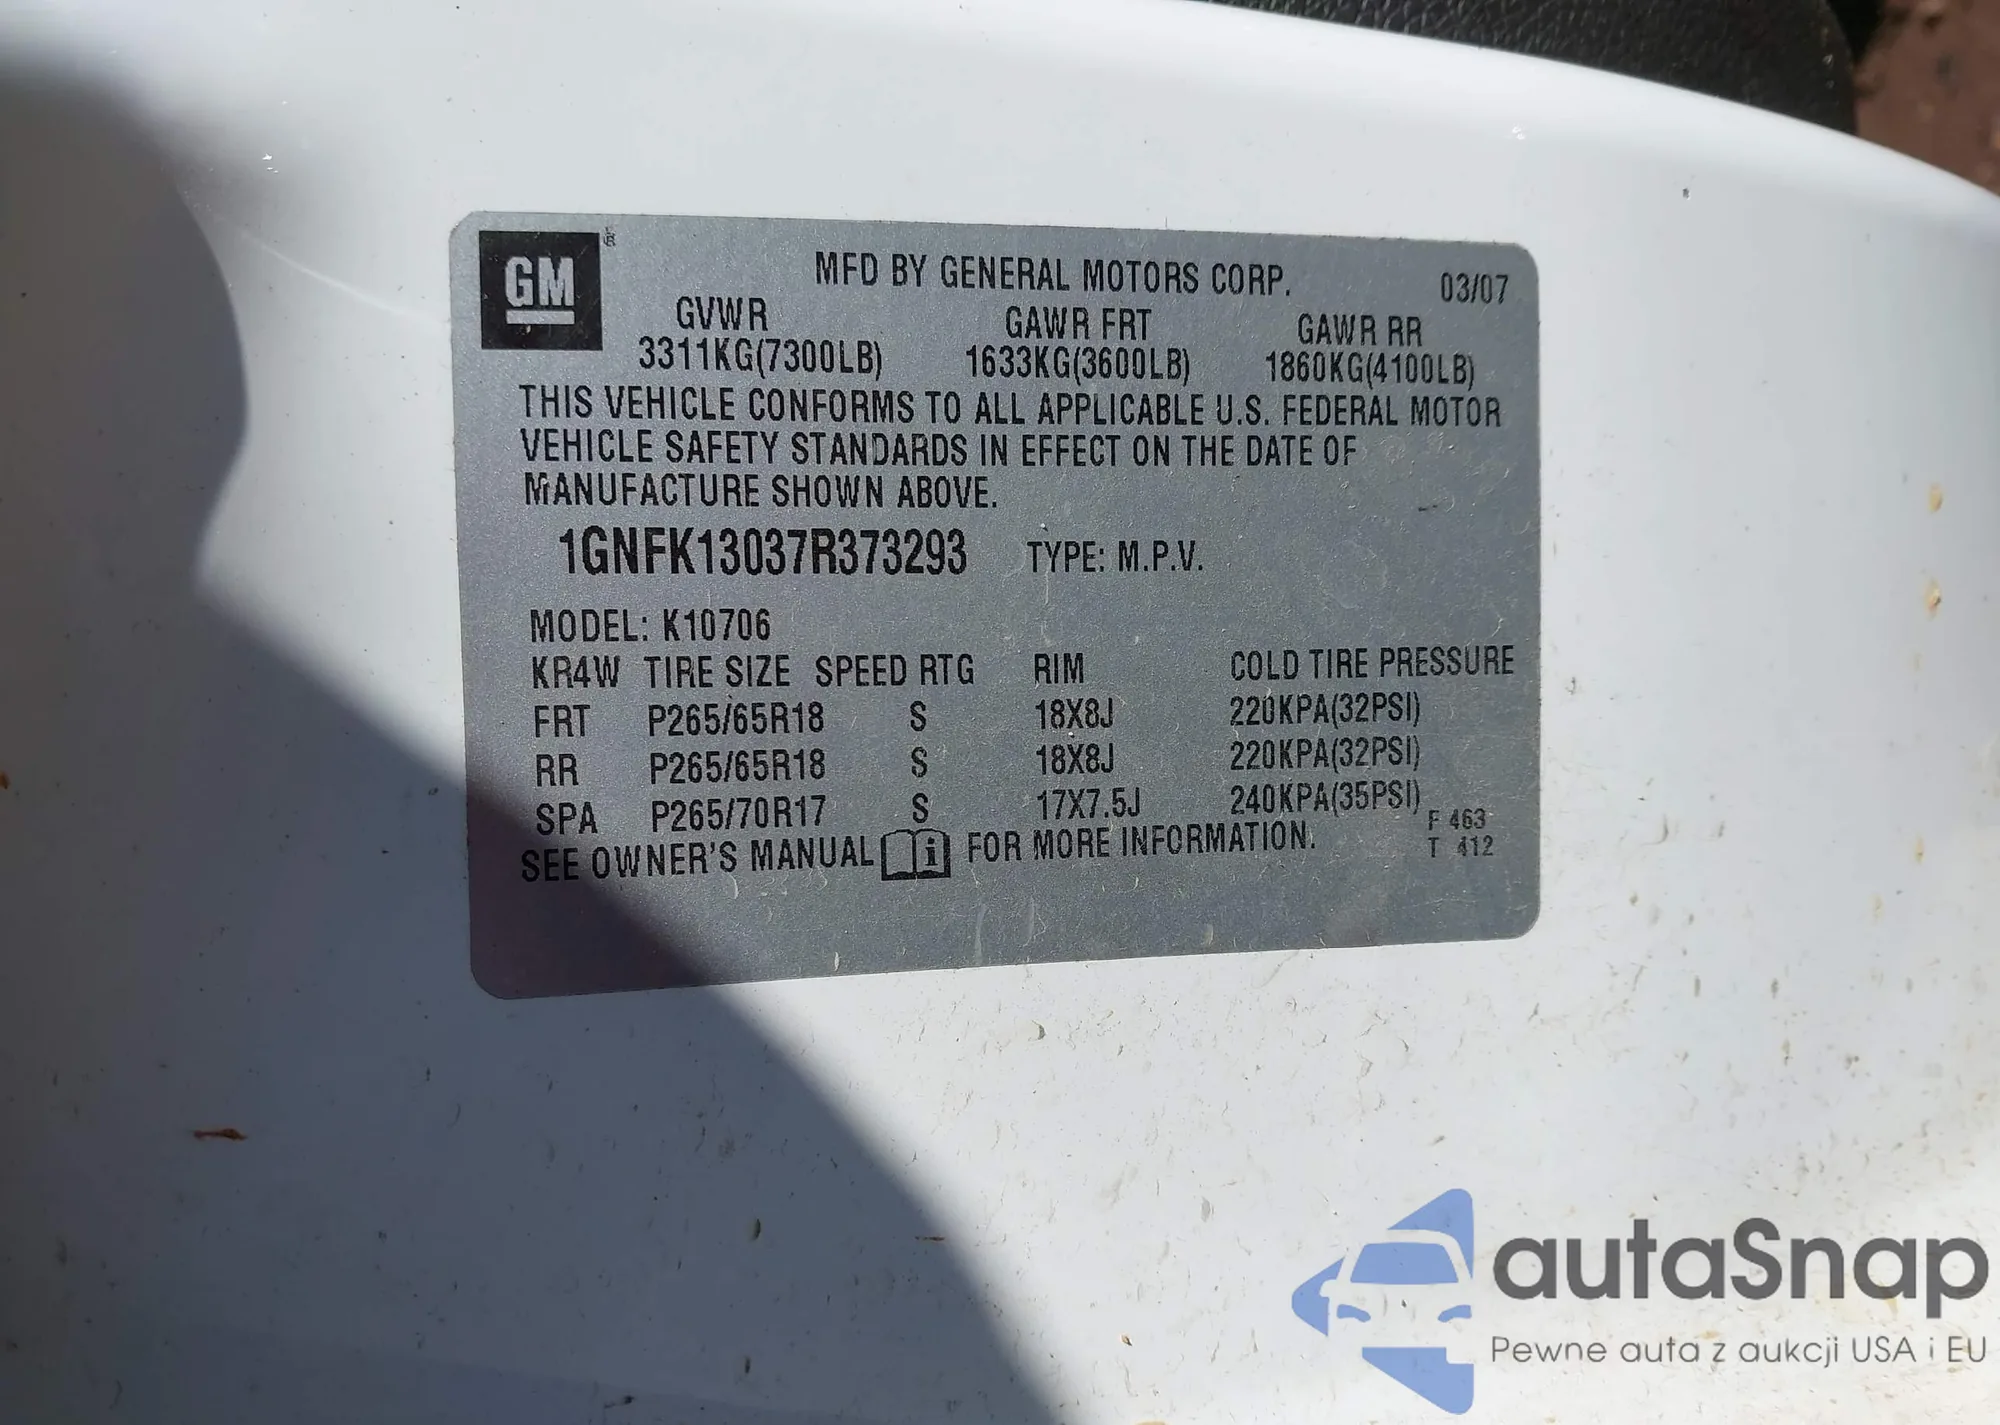 GM
MFD BY GENERAL MOTORS CORP. 03/07
GVWR GAWR FRT GAWR RR
3311KG(7300LB) 1633KG(3600LB) 1860KG(4100LB)
THIS VEHICLE CONFORMS TO ALL APPLICABLE U.S. FEDERAL MOTOR
VEHICLE SAFETY STANDARDS IN EFFECT ON THE DATE OF
MANUFACTURE SHOWN ABOVE.
1GNFK13037R373293 TYPE: M.P.V.
MODEL: K10706
KR4W TIRE SIZE SPEED RTG RIM COLD TIRE PRESSURE
FRT P265/65R18 S 18X8J 220KPA(32PSI)
RR P265/65R18 S 18X8J 220KPA(32PSI)
SPA P265/70R17 S 17X7.5J 240KPA(35PSI)
F 463
SEE OWNER'S MANUAL FOR MORE INFORMATION. T 412
autaSnap
Pewne auta z aukcji USA i EU